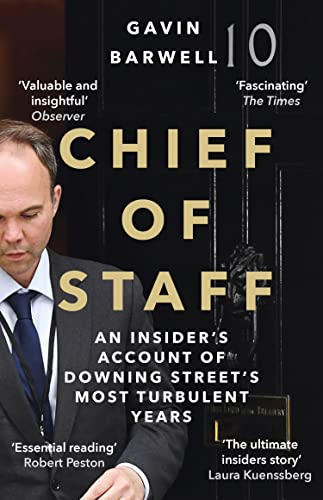 GAVIN
BARWELL
10
'Valuable and
insightful'
Observer
'Fascinating'
The Times
CHIEF
OF
STAFF
AN INSIDER'S
ACCOUNT OF
DOWNING STREET'S
MOST TURBULENT
YEARS
'Essential reading'
Robert Peston
'The ultimate
insiders story'
Laura Kuenssberg